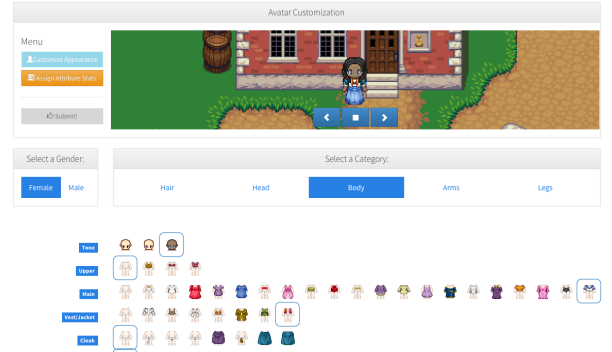 Avatar Customization
Menu
Customize Appearance
Assign Attribute Stats
Submit!
Select a Gender:
Select a Category:
Female
Male
Hair
Head
Body
Arms
Legs
Tone
Upper
Main
Vest/Jacket
Cloak